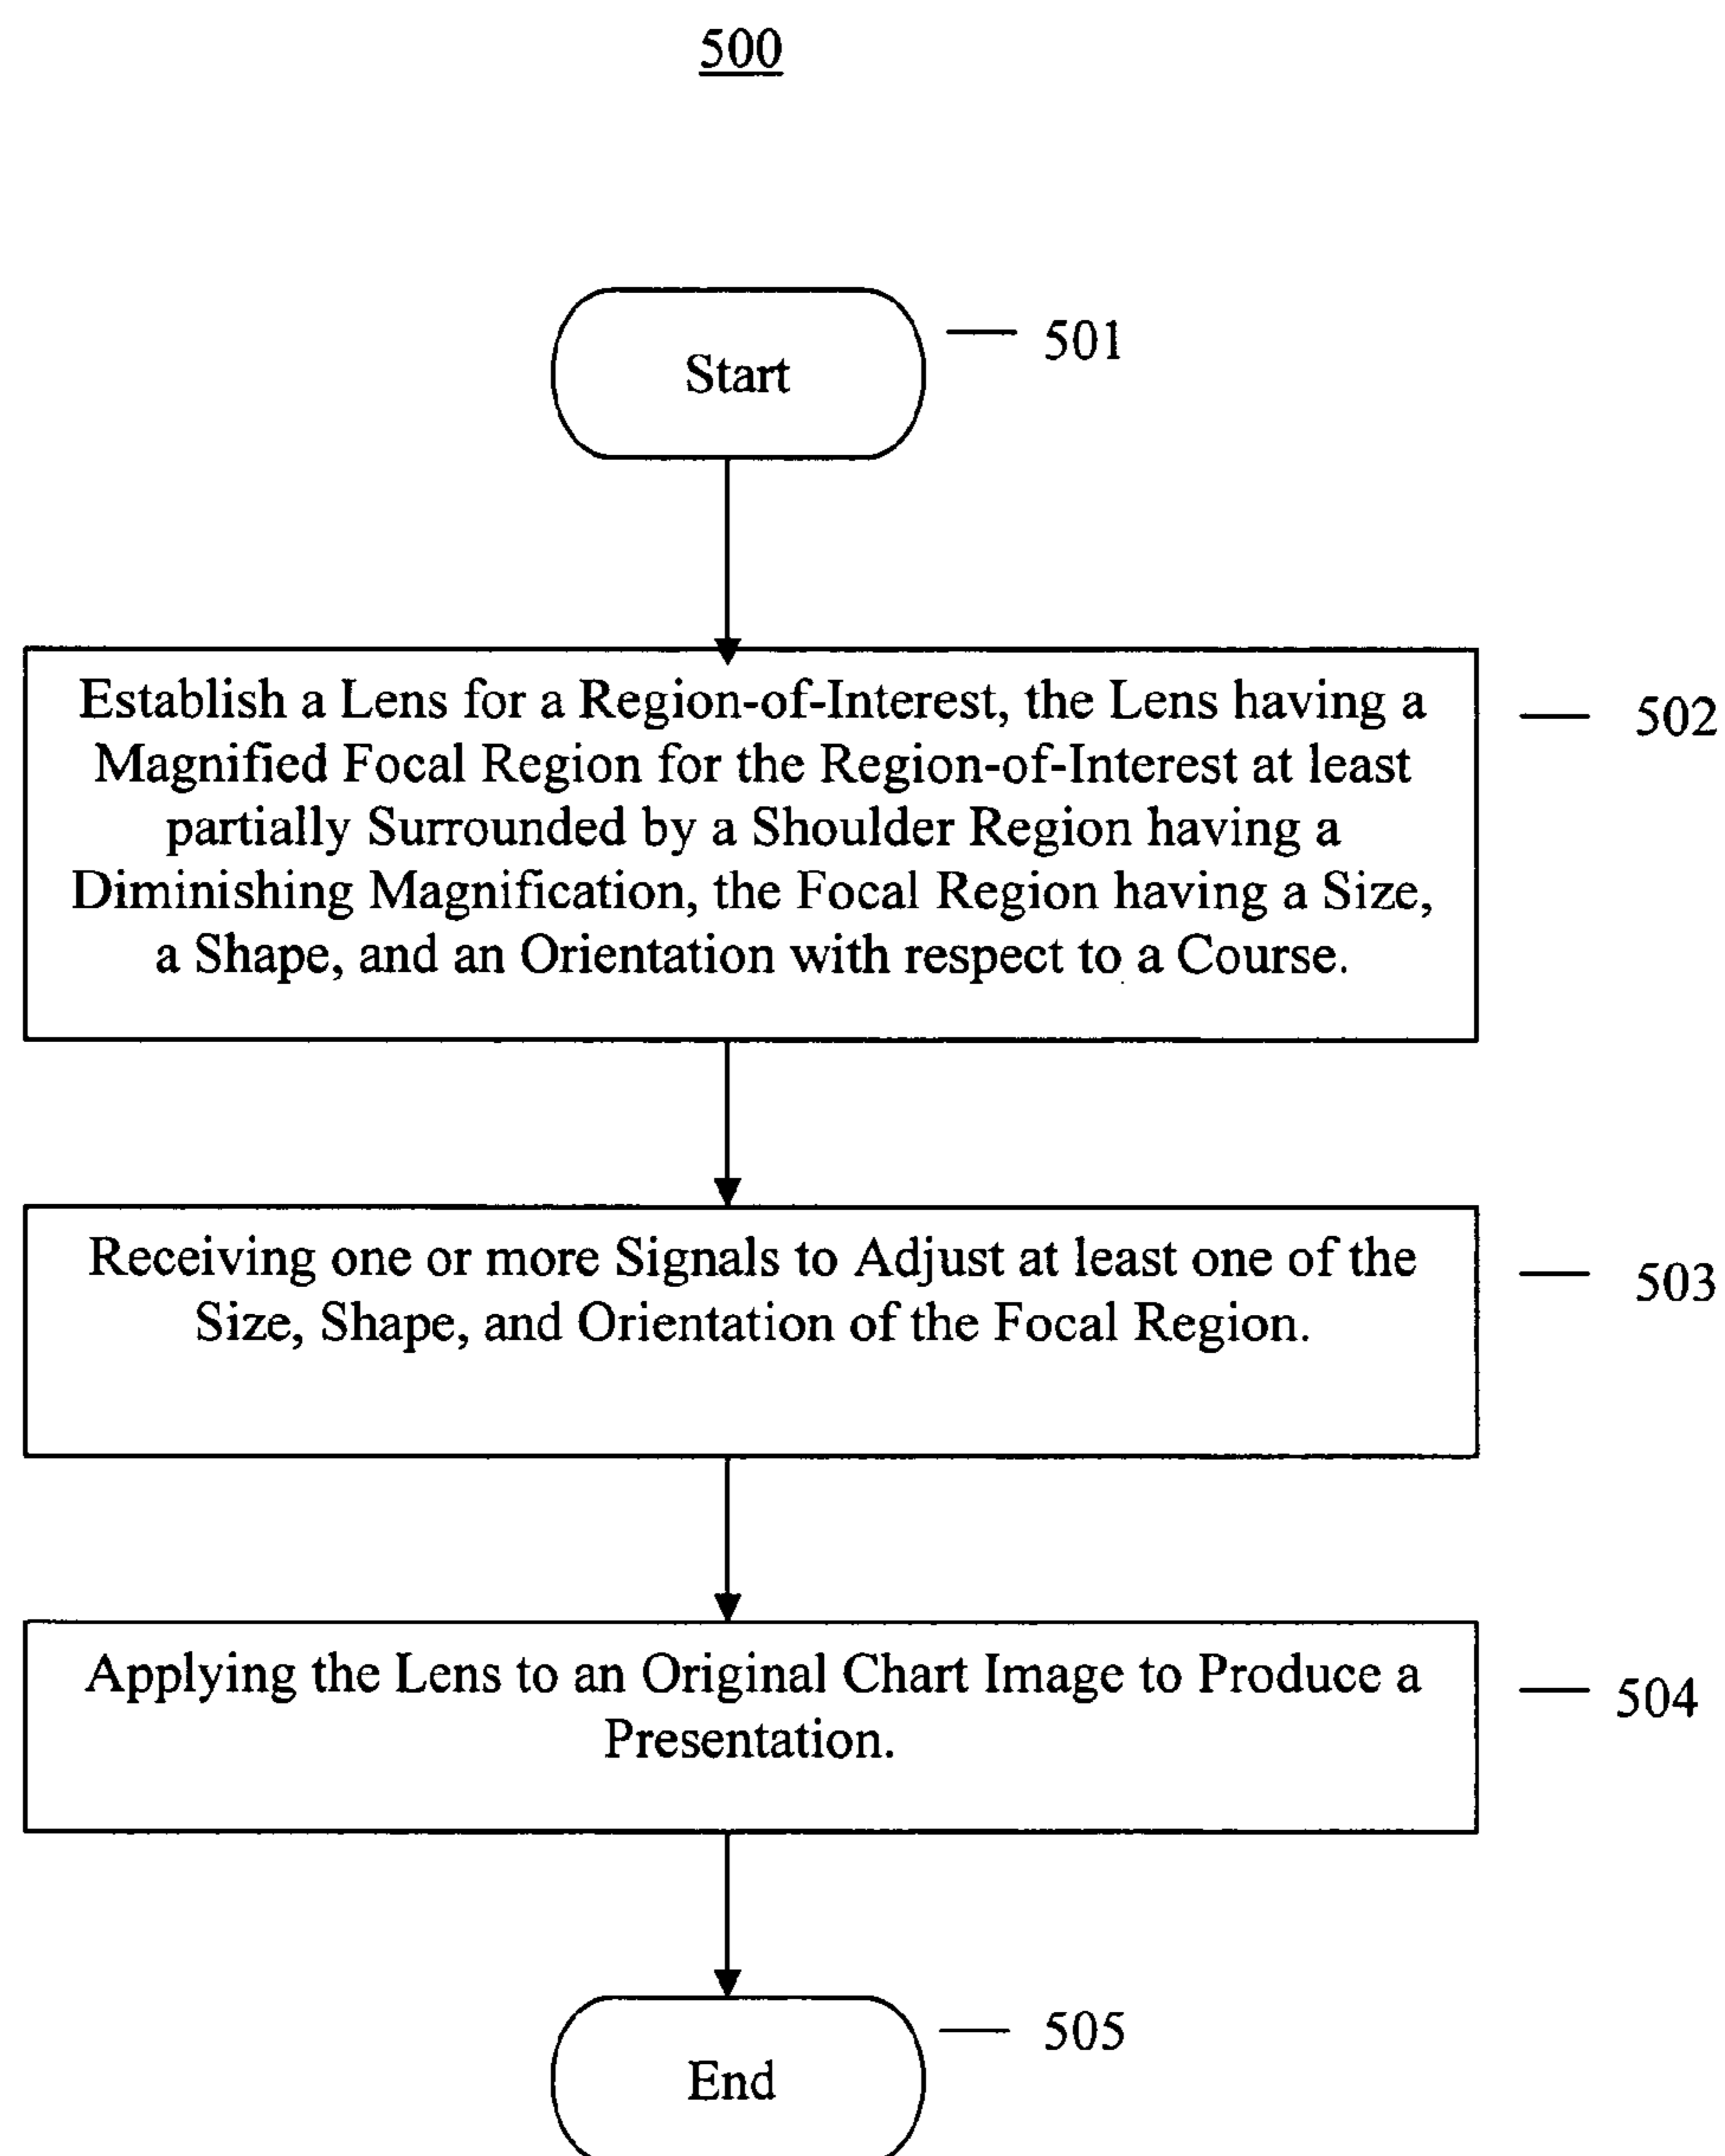 500
Start
501
Establish a Lens for a Region-of-Interest, the Lens having a
Magnified Focal Region for the Region-of-Interest at least
partially Surrounded by a Shoulder Region having a
Diminishing Magnification, the Focal Region having a Size,
a Shape, and an Orientation with respect to a Course.
502
Receiving one or more Signals to Adjust at least one of the
Size, Shape, and Orientation of the Focal Region.
503
Applying the Lens to an Original Chart Image to Produce a
Presentation.
504
End
505